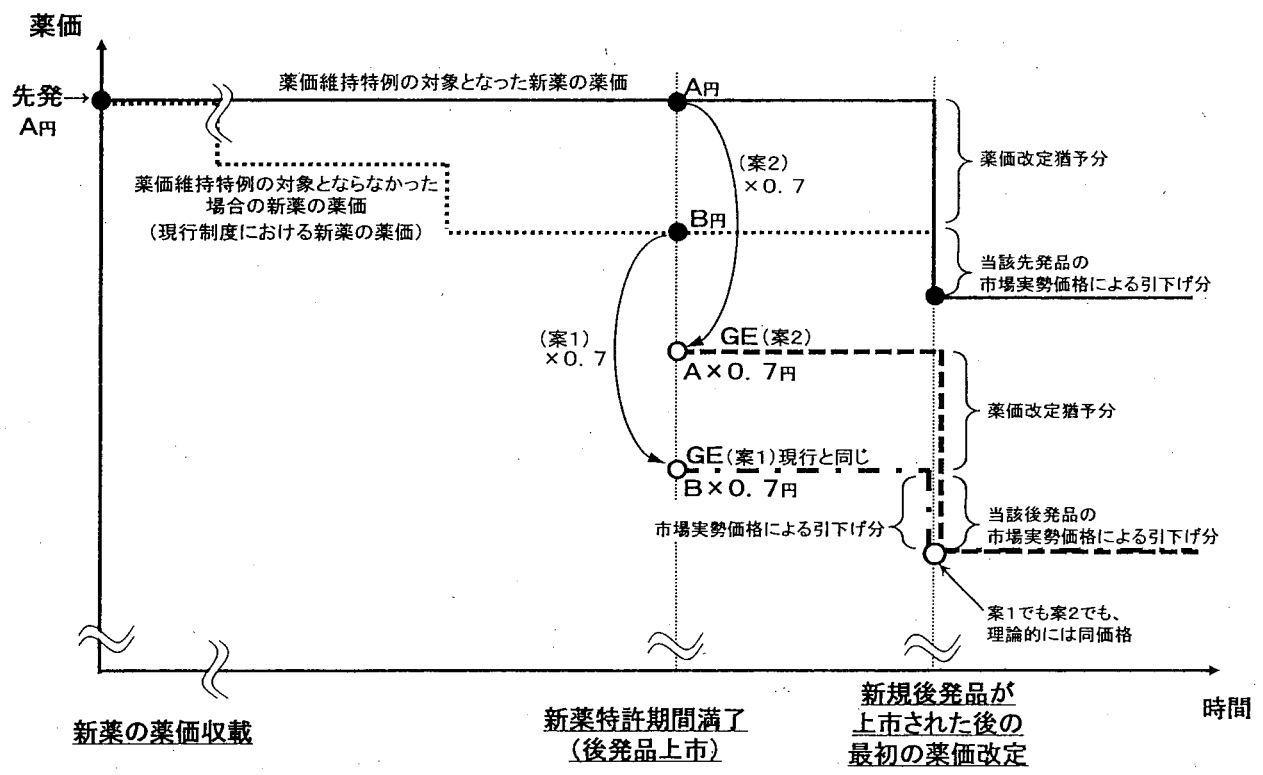 薬価
先発→
A円
薬価維持特例の対象となった新薬の薬価
A円
(案2)
×0.7
薬価改定猶予分
薬価維持特例の対象とならなかった
場合の新薬の薬価
(現行制度における新薬の薬価)
B円
当該先発品の
市場実勢価格による引下げ分
(案1)
×0.7
GE(案2)
A×0.7円
薬価改定猶予分
GE(案1)現行と同じ
B×0.7円
市場実勢価格による引下げ分
当該後発品の
市場実勢価格による引下げ分
案1でも案2でも、
理論的には同価格
時間
新薬の薬価収載
新薬特許期間満了
(後発品上市)
新規後発品が
上市された後の
最初の薬価改定